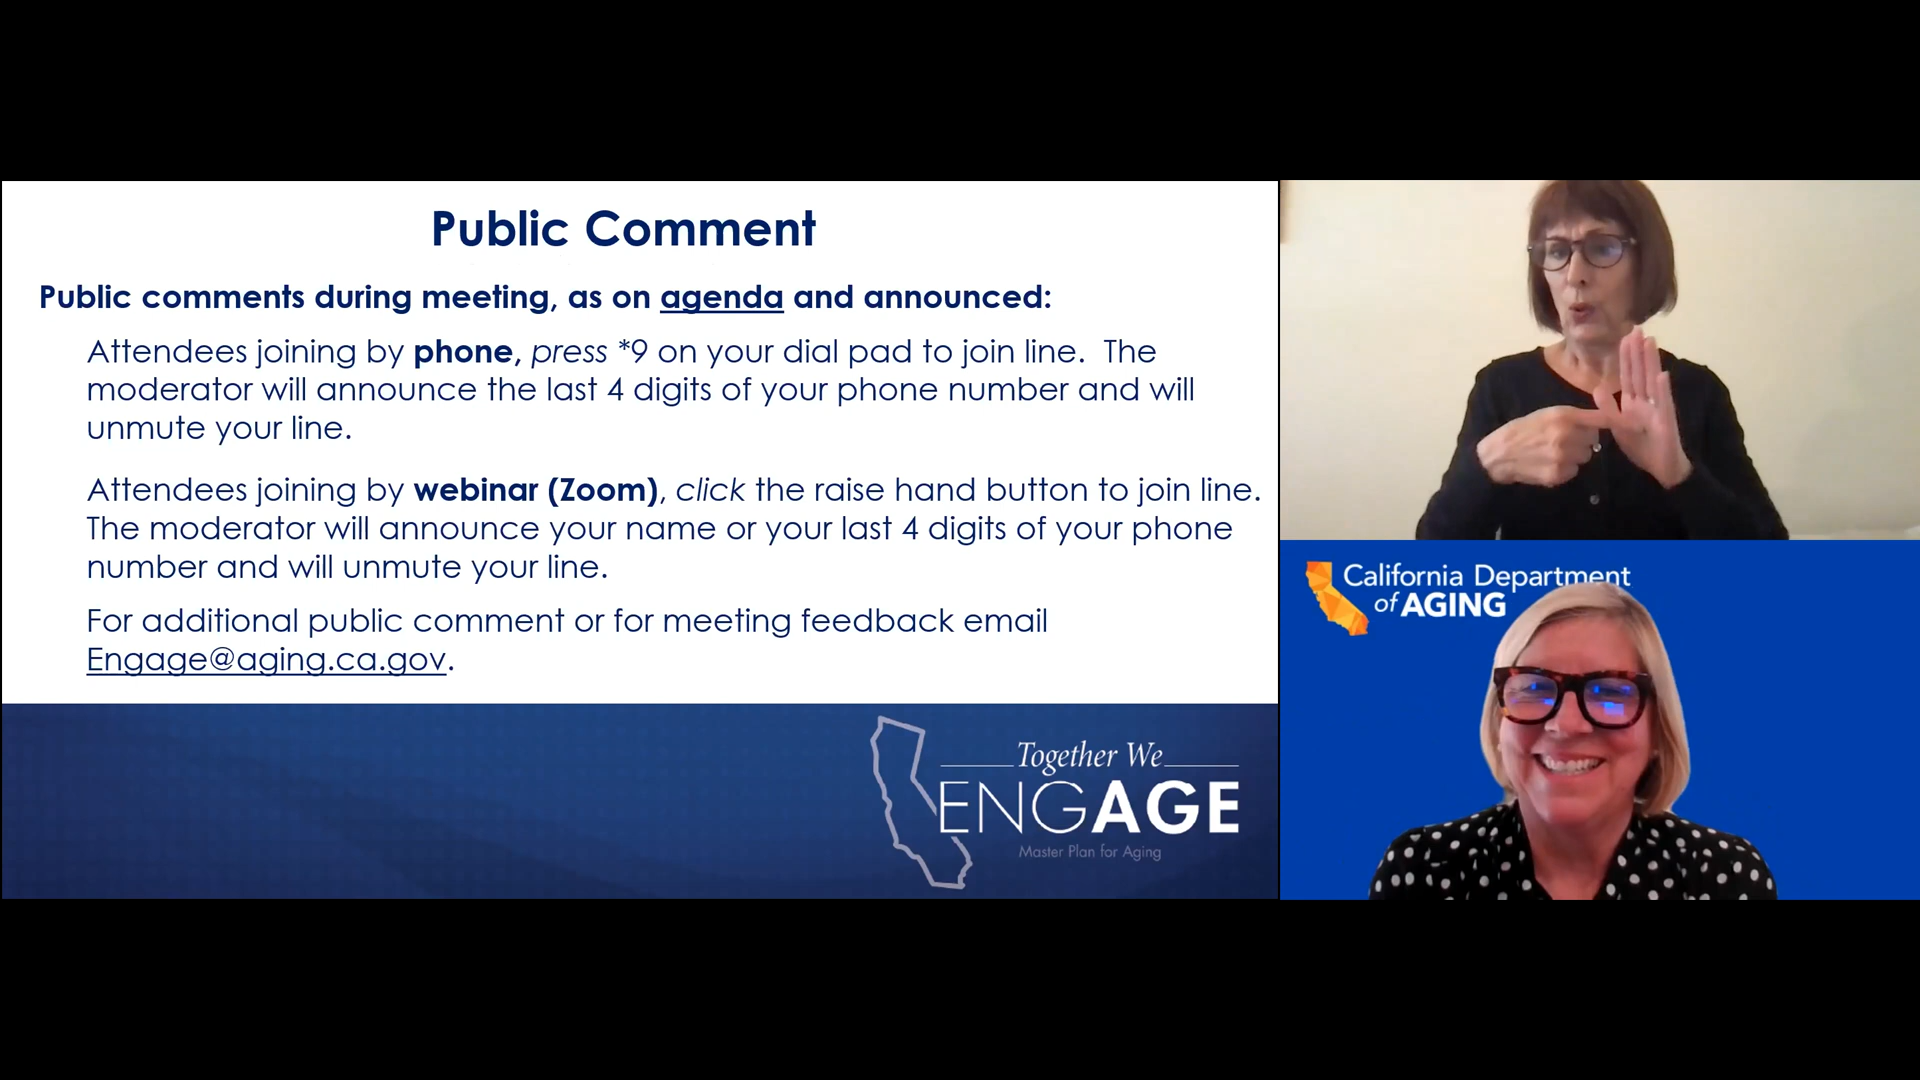 Public Comment
Public comments during meeting, as on agenda and announced:
Attendees joining by phone, press *9 on your dial pad to join line.  The
moderator will announce the last 4 digits of your phone number and will
unmute your line.
Attendees joining by webinar (Zoom), click the raise hand button to join line.
The moderator will announce your name or your last 4 digits of your phone
number and will unmute your line.
For additional public comment or for meeting feedback email
Engage@aging.ca.gov.
Together We
ENGAGE
Master Plan for Aging
California Department
of AGING